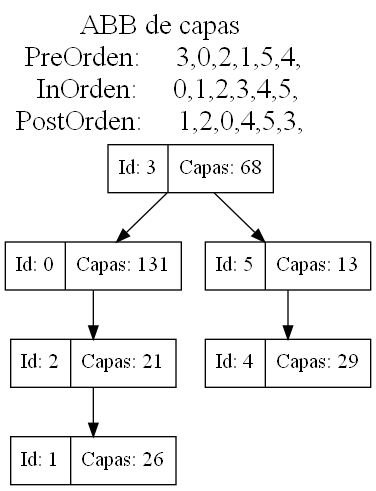 ABB de capas
PreOrden: 3,0,2,1,5,4,
InOrden: 0,1,2,3,4,5,
PostOrden: 1,2,0,4,5,3,
Id: 3 Capas: 68
Id: 0 Capas: 131 Id: 5 Capas: 13
Id: 2 Capas: 21 Id: 4 Capas: 29
Id: 1 Capas: 26